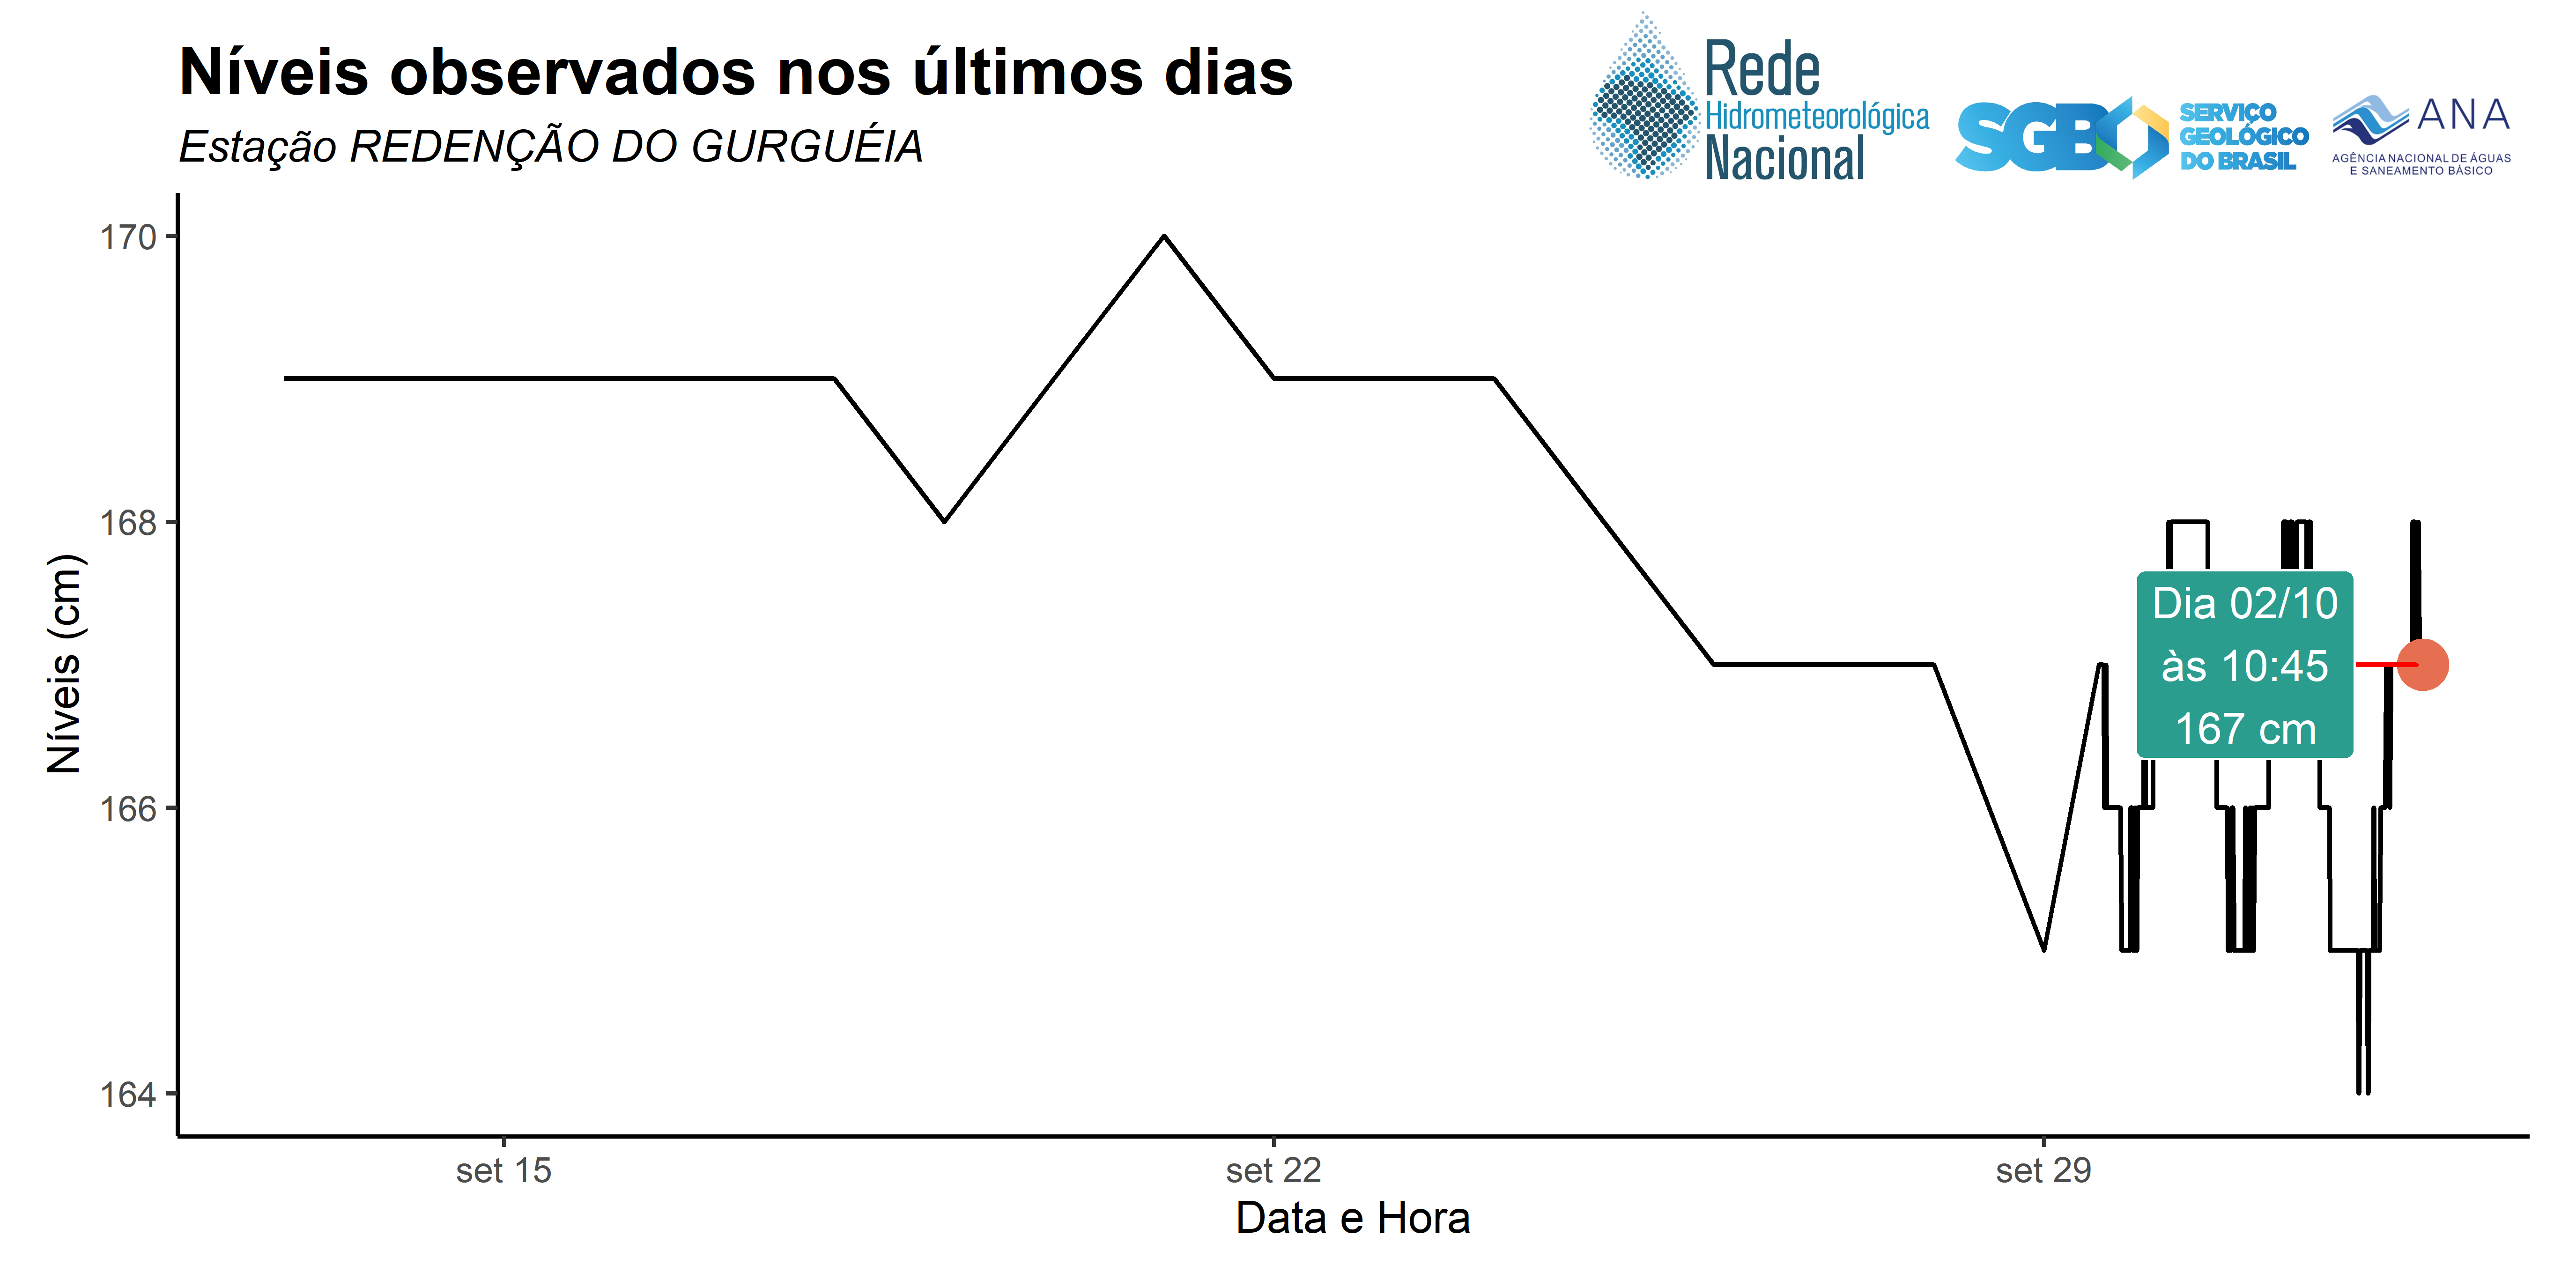 Níveis observados nos últimos dias
Estação REDENÇÃO DO GURGUÉIA
Rede
Hidrometeorológica
Nacional
SGB
SERVIÇO
GEOLÓGICO
DO BRASIL
ANA
AGÊNCIA NACIONAL DE ÁGUAS
E SANEAMENTO BÁSICO
Níveis (cm)
170
168
166
164
Dia 02/10
às 10:45
167 cm
set 15
set 22
set 29
Data e Hora